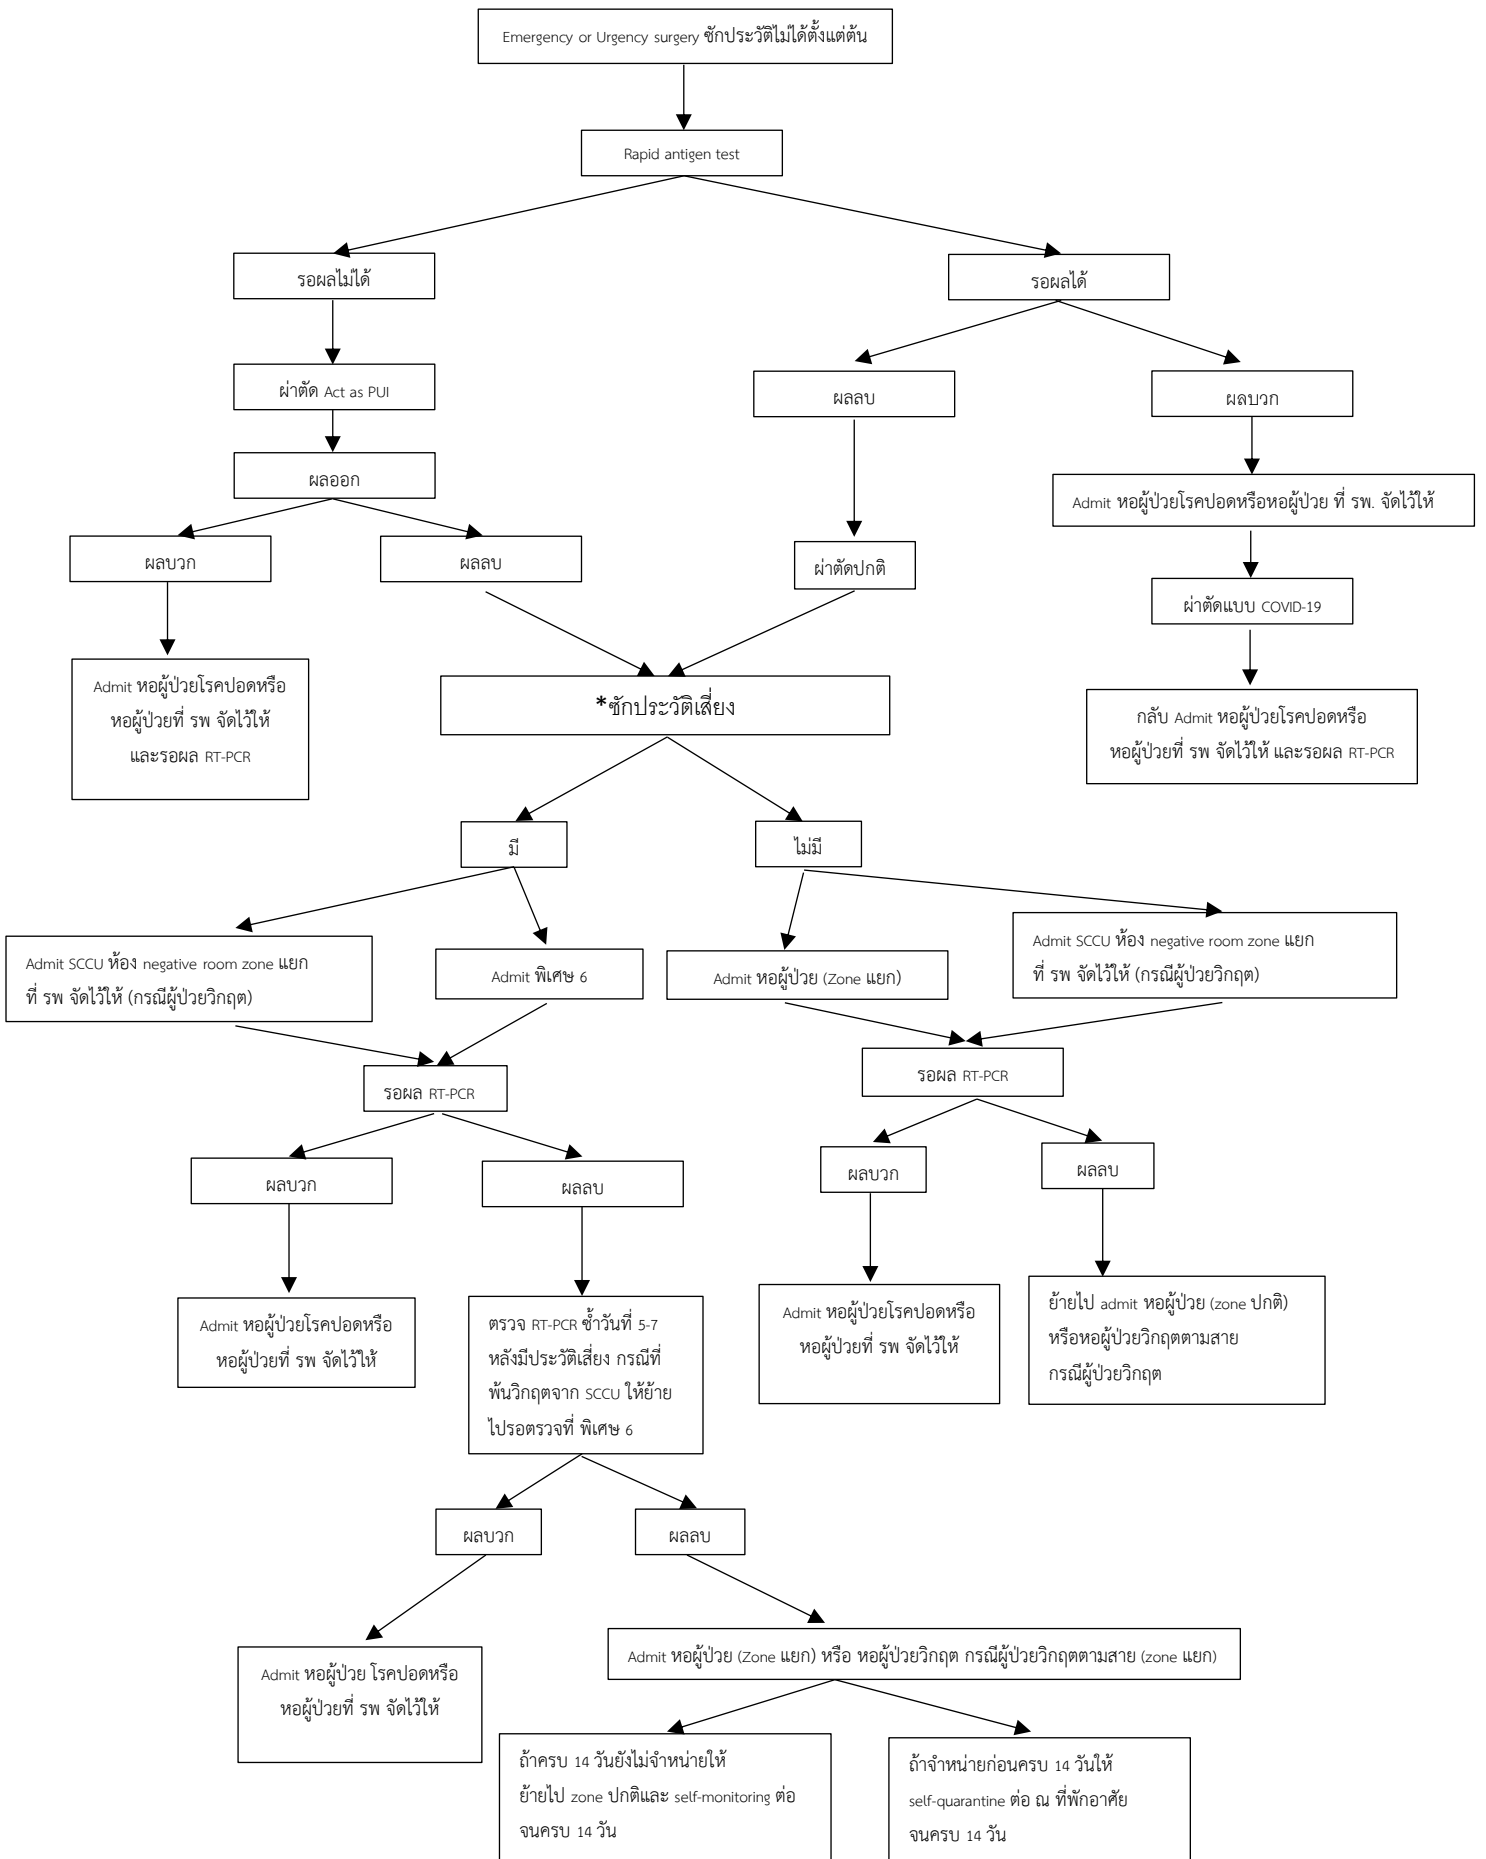 Emergency or Urgency surgery ซักประวัติไม่ได้ตั้งแต่ต้น
Rapid antigen test
รอผลไม่ได้
รอผลได้
ผ่าตัด Act as PUI
ผลลบ
ผลบวก
ผลออก
Admit หอผู้ป่วยโรคปอดหรือหอผู้ป่วย ที่ รพ. จัดไว้ให้
ผลบวก
ผลลบ
ผ่าตัดปกติ
ผ่าตัดแบบ COVID-19
Admit หอผู้ป่วยโรคปอดหรือ
หอผู้ป่วยที่ รพ จัดไว้ให้
และรอผล RT-PCR
*ซักประวัติเสี่ยง
กลับ Admit หอผู้ป่วยโรคปอดหรือ
หอผู้ป่วยที่ รพ จัดไว้ให้ และรอผล RT-PCR
มี
ไม่มี
Admit SCCU ห้อง negative room zone แยก
ที่ รพ จัดไว้ให้ (กรณีผู้ป่วยวิกฤต)
Admit พิเศษ 6
Admit หอผู้ป่วย (Zone แยก)
Admit SCCU ห้อง negative room zone แยก
ที่ รพ จัดไว้ให้ (กรณีผู้ป่วยวิกฤต)
รอผล RT-PCR
รอผล RT-PCR
ผลบวก
ผลลบ
ผลบวก
ผลลบ
Admit หอผู้ป่วยโรคปอดหรือ
หอผู้ป่วยที่ รพ จัดไว้ให้
ตรวจ RT-PCR ซ้ำวันที่ 5-7
หลังมีประวัติเสี่ยง กรณีที่
พ้นวิกฤตจาก SCCU ให้ย้าย
ไปรอตรวจที่ พิเศษ 6
Admit หอผู้ป่วยโรคปอดหรือ
หอผู้ป่วยที่ รพ จัดไว้ให้
ย้ายไป admit หอผู้ป่วย (zone ปกติ)
หรือหอผู้ป่วยวิกฤตตามสาย
กรณีผู้ป่วยวิกฤต
ผลบวก
ผลลบ
Admit หอผู้ป่วย โรคปอดหรือ
หอผู้ป่วยที่ รพ จัดไว้ให้
Admit หอผู้ป่วย (Zone แยก) หรือ หอผู้ป่วยวิกฤต กรณีผู้ป่วยวิกฤตตามสาย (zone แยก)
ถ้าครบ 14 วันยังไม่จำหน่ายให้
ย้ายไป zone ปกติและ self-monitoring ต่อ
จนครบ 14 วัน
ถ้าจำหน่ายก่อนครบ 14 วันให้
self-quarantine ต่อ ณ ที่พักอาศัย
จนครบ 14 วัน